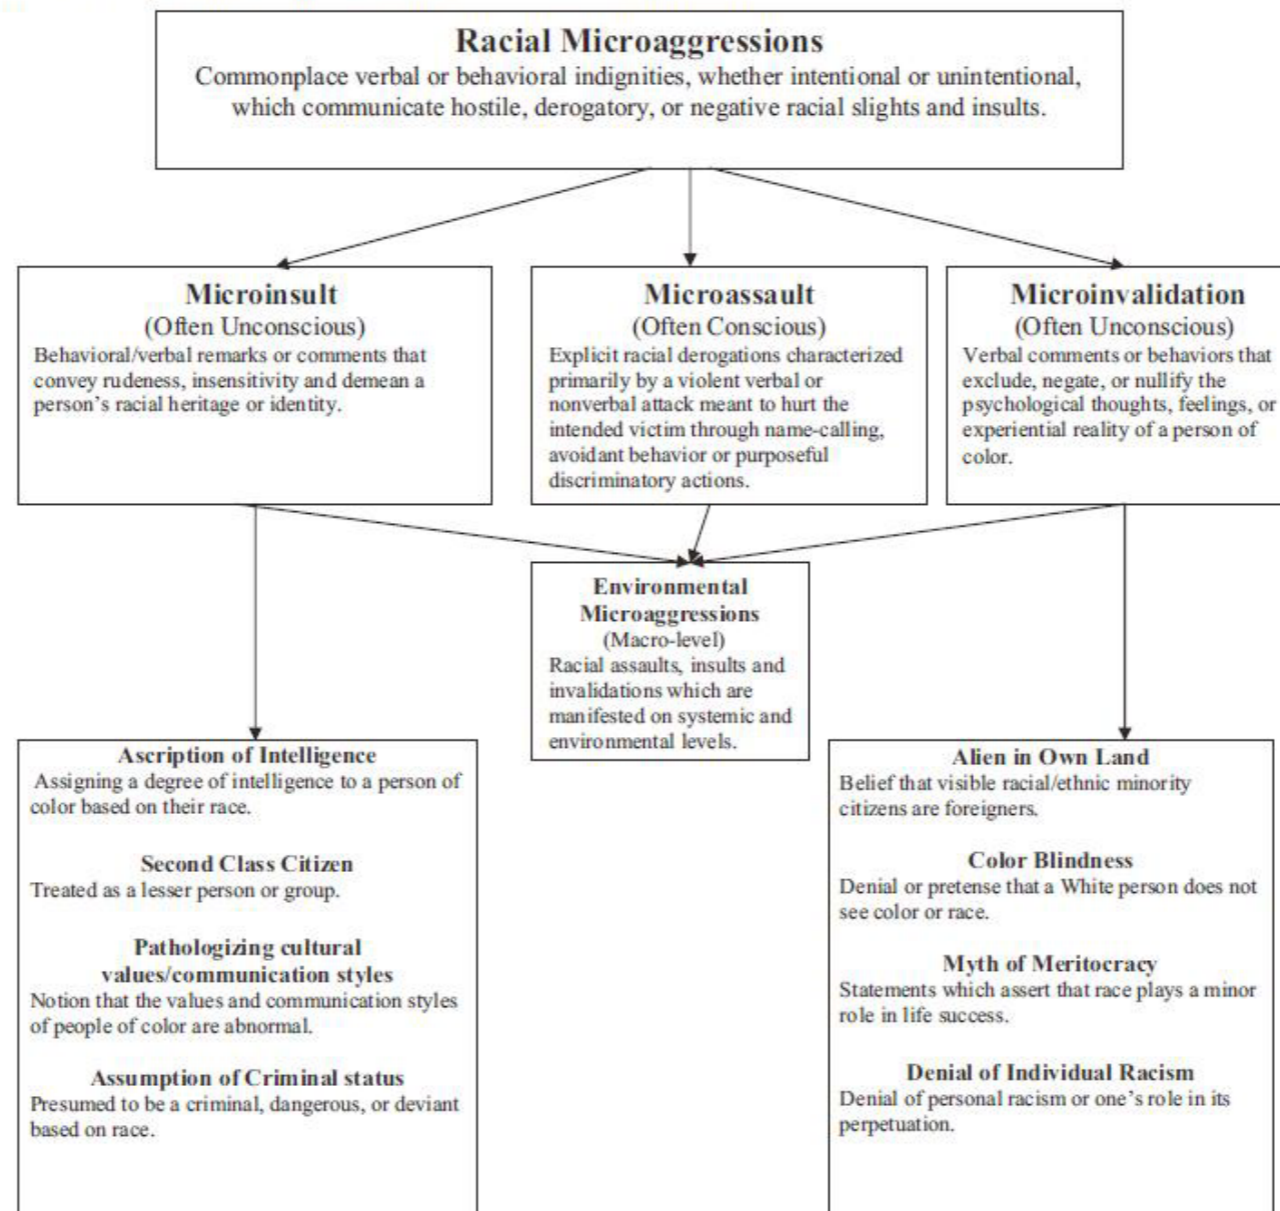 Racial Microaggressions
Commonplace verbal or behavioral indignities, whether intentional or unintentional,
which communicate hostile, derogatory, or negative racial slights and insults.
Microinsult
(Often Unconscious)
Behavioral/verbal remarks or comments that
convey rudeness, insensitivity and demean a
person's racial heritage or identity.
Microassault
(Often Conscious)
Explicit racial derogations characterized
primarily by a violent verbal or
nonverbal attack meant to hurt the
intended victim through name-calling,
avoidant behavior or purposeful
discriminatory actions.
Microinvalidation
(Often Unconscious)
Verbal comments or behaviors that
exclude, negate, or nullify the
psychological thoughts, feelings, or
experiential reality of a person of
color.
Environmental
Microaggressions
(Macro-level)
Racial assaults, insults and
invalidations which are
manifested on systemic and
environmental levels.
Ascription of Intelligence
Assigning a degree of intelligence to a person of
color based on their race.
Second Class Citizen
Treated as a lesser person or group.
Pathologizing cultural
values/communication styles
Notion that the values and communication styles
of people of color are abnormal.
Assumption of Criminal status
Presumed to be a criminal, dangerous, or deviant
based on race.
Alien in Own Land
Belief that visible racial/ethnic minority
citizens are foreigners.
Color Blindness
Denial or pretense that a White person does not
see color or race.
Myth of Meritocracy
Statements which assert that race plays a minor
role in life success.
Denial of Individual Racism
Denial of personal racism or one's role in its
perpetuation.